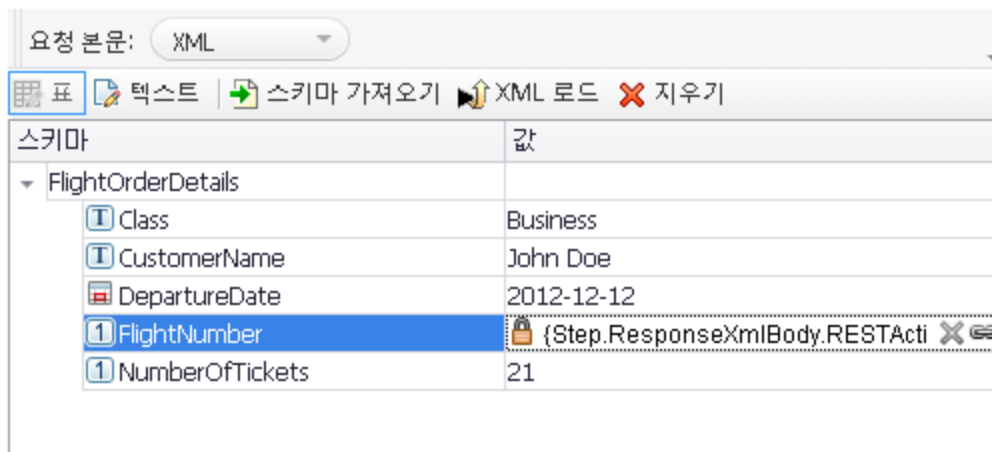 요청 본문: XML
표 텍스트 스키마 가져오기 XML 로드 지우기
스키마 값
FlightOrderDetails
T Class Business
T CustomerName John Doe
DepartureDate 2012-12-12
1 FlightNumber {Step.ResponseXmlBody.RESTActi
1 NumberOfTickets 21